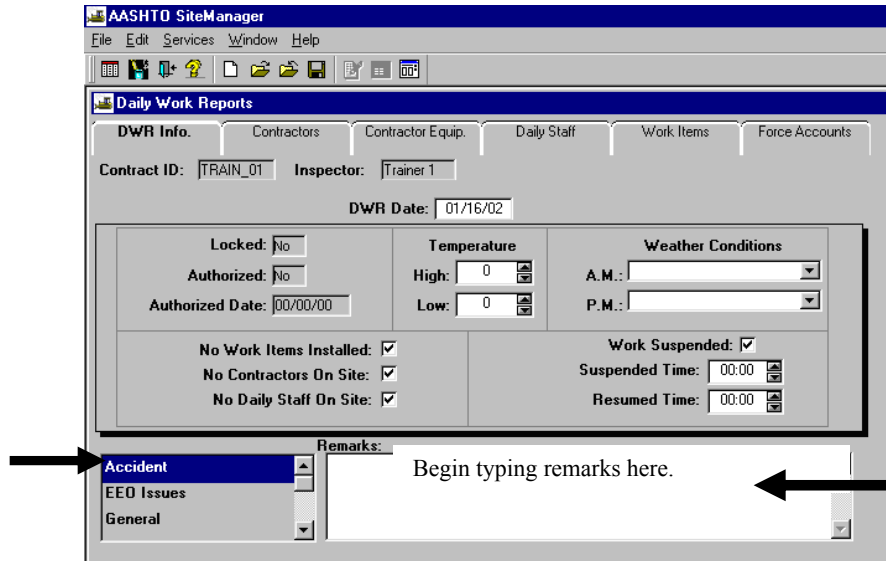 AASHTO SiteManager
File Edit Services Window Help
Daily Work Reports
DWR Info. Contractors Contractor Equip. Daily Staff Work Items Force Accounts
Contract ID: TRAIN_01 Inspector: Trainer 1
DWR Date: 01/16/02
Locked: No Temperature Weather Conditions
Authorized: No High: 0 A.M.:
Authorized Date: 00/00/00 Low: 0 P.M.:
No Work Items Installed: Work Suspended:
No Contractors On Site: Suspended Time: 00:00
No Daily Staff On Site: Resumed Time: 00:00
Remarks:
Accident Begin typing remarks here.
EEO Issues
General